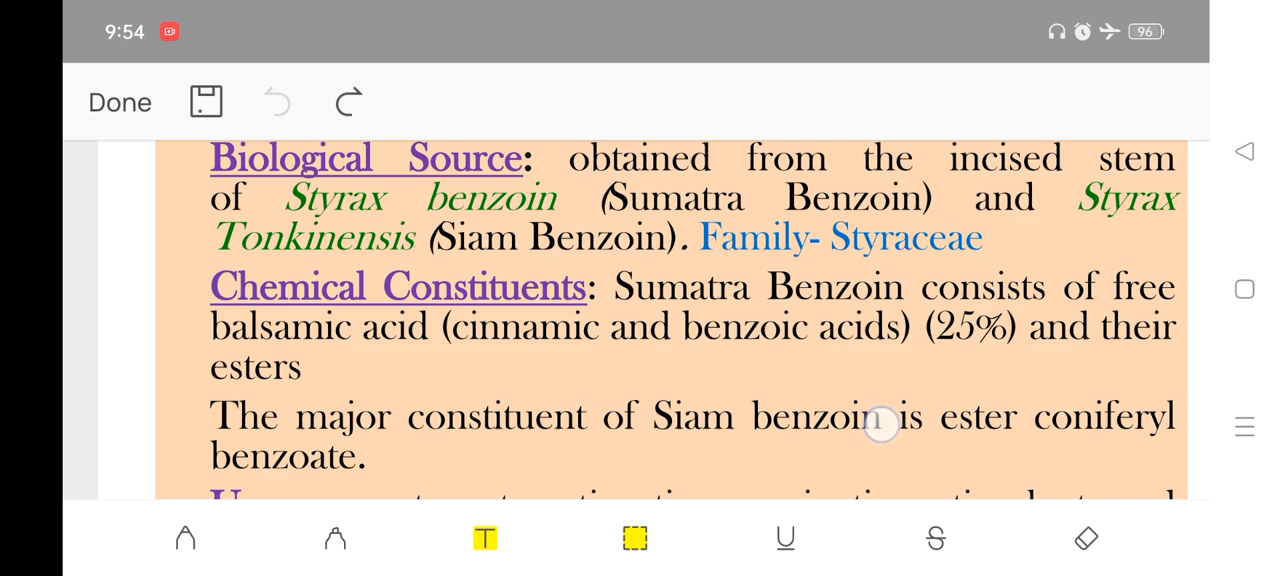 9:54
96
Done
Biological Source: obtained from the incised stem
of Styrax benzoin (Sumatra Benzoin) and Styrax
Tonkinensis (Siam Benzoin). Family- Styraceae
Chemical Constituents: Sumatra Benzoin consists of free
balsamic acid (cinnamic and benzoic acids) (25%) and their
esters
The major constituent of Siam benzoin is ester coniferyl
benzoate.
T
U
S